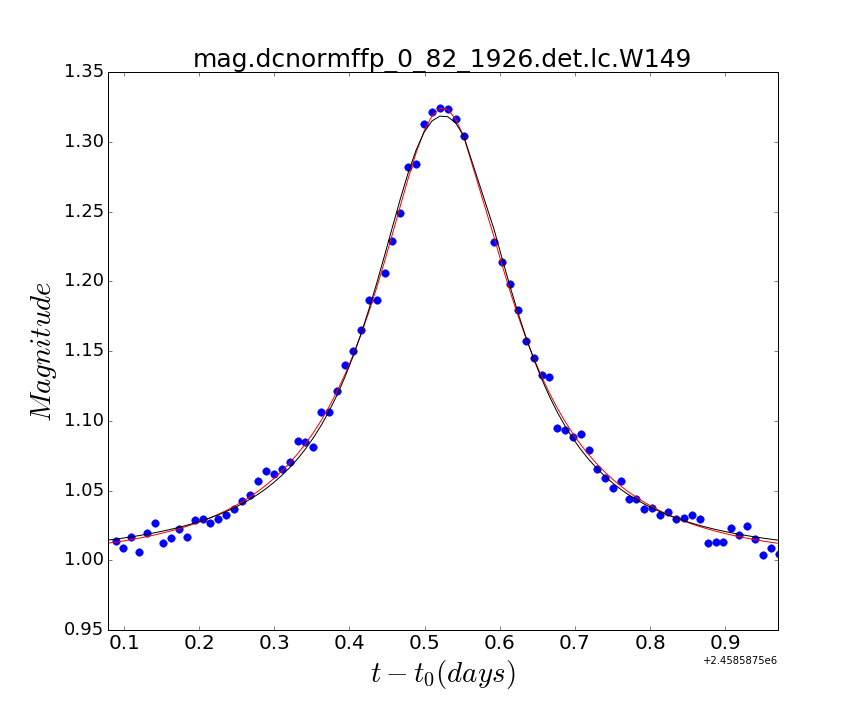 mag.dcnormffp_0_82_1926.det.lc.W149
1.35
1.30
1.25
1.20
1.15
1.10
1.05
1.00
0.95
Magnitude
0.1 0.2 0.3 0.4 0.5 0.6 0.7 0.8 0.9
+2.4585875e6
t − t₀(days)